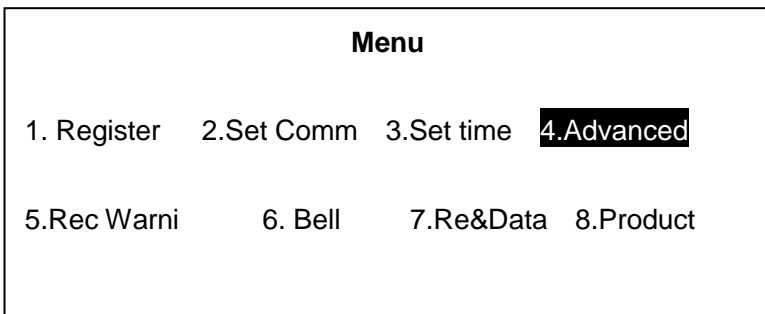 Menu
1. Register 2.Set Comm 3.Set time 4.Advanced
5.Rec Warni 6. Bell 7.Re&Data 8.Product